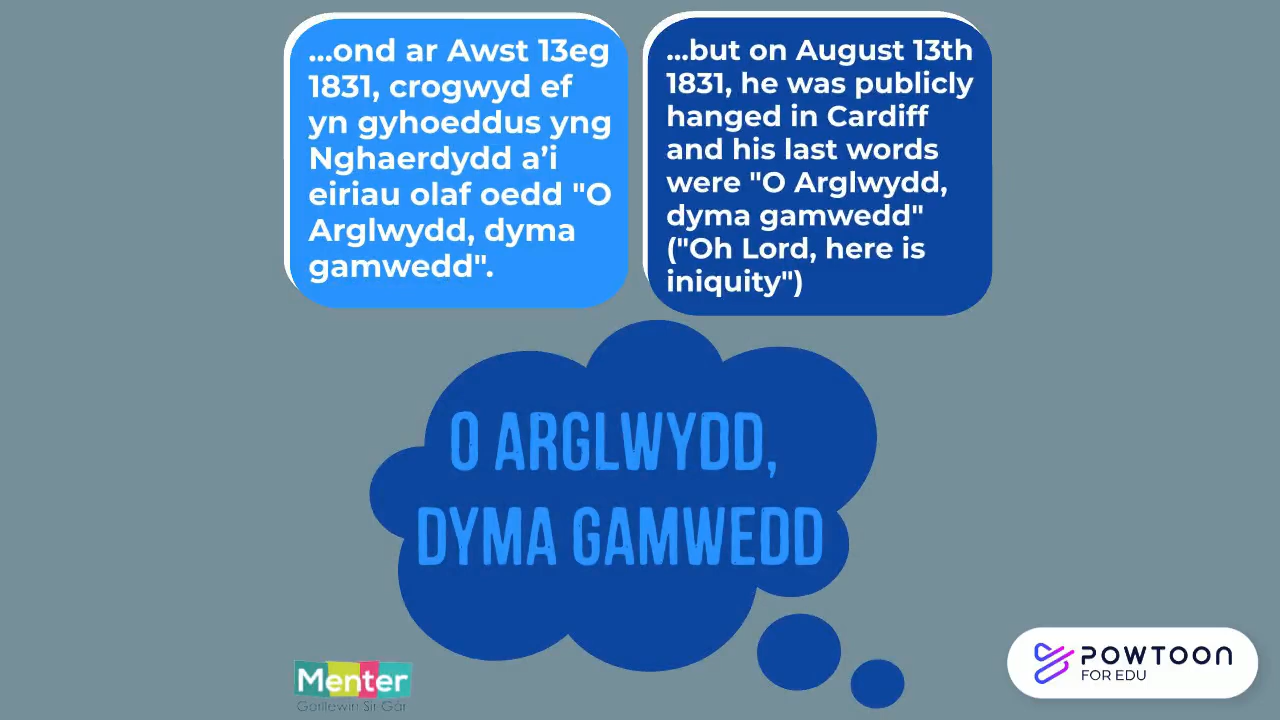 ...ond ar Awst 13eg
1831, crogwyd ef
yn gyhoeddus yng
Nghaerdydd a'i
eiriau olaf oedd "O
Arglwydd, dyma
gamwedd".
...but on August 13th
1831, he was publicly
hanged in Cardiff
and his last words
were "O Arglwydd,
dyma gamwedd"
("Oh Lord, here is
iniquity")
O ARGLWYDD,
DYMA GAMWEDD
Menter
Gorllewin Sir Gâr
POWTOON
FOR EDU